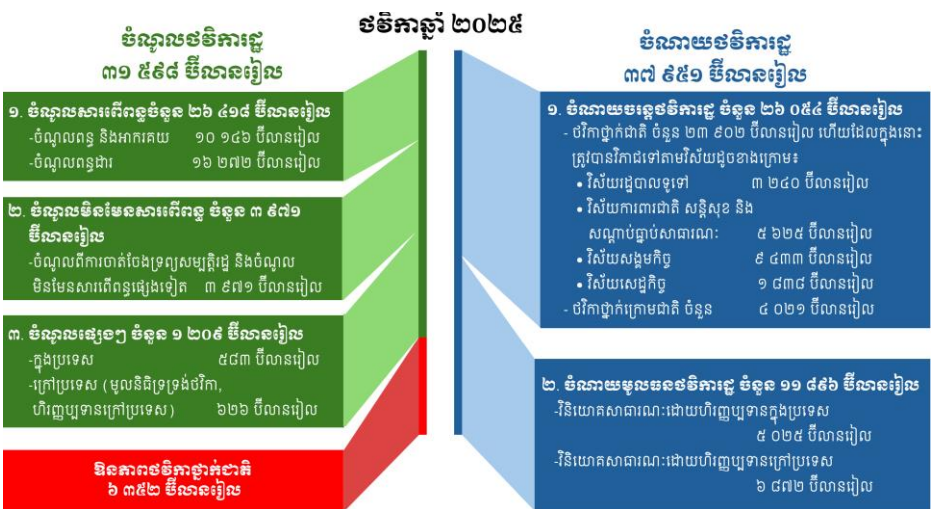 ថវិកាឆ្នាំ ២០២៥
ចំណូលថវិការដ្ឋ
៣១ ៥៩៨ ប៊ីលានរៀល
១. ចំណូលសារពើពន្ធចំនួន ២៦ ៤១៨ ប៊ីលានរៀល
-ចំណូលពន្ធ និងអាករគយ ១០ ១៤៦ ប៊ីលានរៀល
-ចំណូលពន្ធដារ ១៦ ២៧២ ប៊ីលានរៀល
២. ចំណូលមិនមែនសារពើពន្ធ ចំនួន ៣ ៩៧១
ប៊ីលានរៀល
-ចំណូលពីការចាត់ចែងទ្រព្យសម្បត្តិរដ្ឋ និងចំណូល
មិនមែនសារពើពន្ធផ្សេងទៀត ៣ ៩៧១ ប៊ីលានរៀល
៣. ចំណូលផ្សេងៗ ចំនួន ១ ២០៩ ប៊ីលានរៀល
-ក្នុងប្រទេស ៥៨៣ ប៊ីលានរៀល
-ក្រៅប្រទេស (មូលនិធិទ្រទ្រង់ថវិកា,
ហិរញ្ញប្បទានក្រៅប្រទេស) ៦២៦ ប៊ីលានរៀល
ឱនភាពថវិកាថ្នាក់ជាតិ
៦ ៣៥២ ប៊ីលានរៀល
ចំណាយថវិការដ្ឋ
៣៧ ៩៥១ ប៊ីលានរៀល
១. ចំណាយចរន្តថវិការដ្ឋ ចំនួន ២៦ ០៥៤ ប៊ីលានរៀល
- ថវិកាថ្នាក់ជាតិ ចំនួន ២៣ ៩០២ ប៊ីលានរៀល ហើយដែលក្នុងនោះ
ត្រូវបានវិភាជទៅតាមវិស័យដូចខាងក្រោម៖
• វិស័យរដ្ឋបាលទូទៅ ៣ ២៤០ ប៊ីលានរៀល
• វិស័យការពារជាតិ សន្តិសុខ និង
សណ្តាប់ធ្នាប់សាធារណៈ ៥ ៦២៥ ប៊ីលានរៀល
• វិស័យសង្គមកិច្ច ៩ ៤៣៣ ប៊ីលានរៀល
• វិស័យសេដ្ឋកិច្ច ១ ៨៣៨ ប៊ីលានរៀល
- ថវិកាថ្នាក់ក្រោមជាតិ ចំនួន ៤ ០២១ ប៊ីលានរៀល
២. ចំណាយមូលធនថវិការដ្ឋ ចំនួន ១១ ៨៩៦ ប៊ីលានរៀល
-វិនិយោគសាធារណៈដោយហិរញ្ញប្បទានក្នុងប្រទេស
៥ ០២៥ ប៊ីលានរៀល
-វិនិយោគសាធារណៈដោយហិរញ្ញប្បទានក្រៅប្រទេស
៦ ៨៧២ ប៊ីលានរៀល